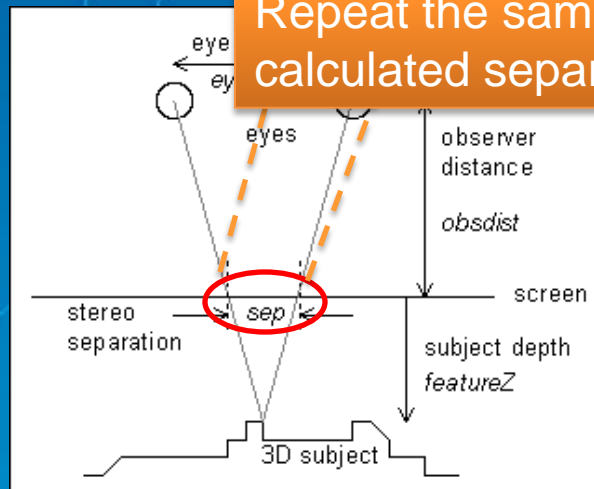 Repeat the sam
calculated separ
eye
ey
eyes
observer
distance
obsdist
screen
stereo
separation
sep
subject depth
featureZ
3D subject